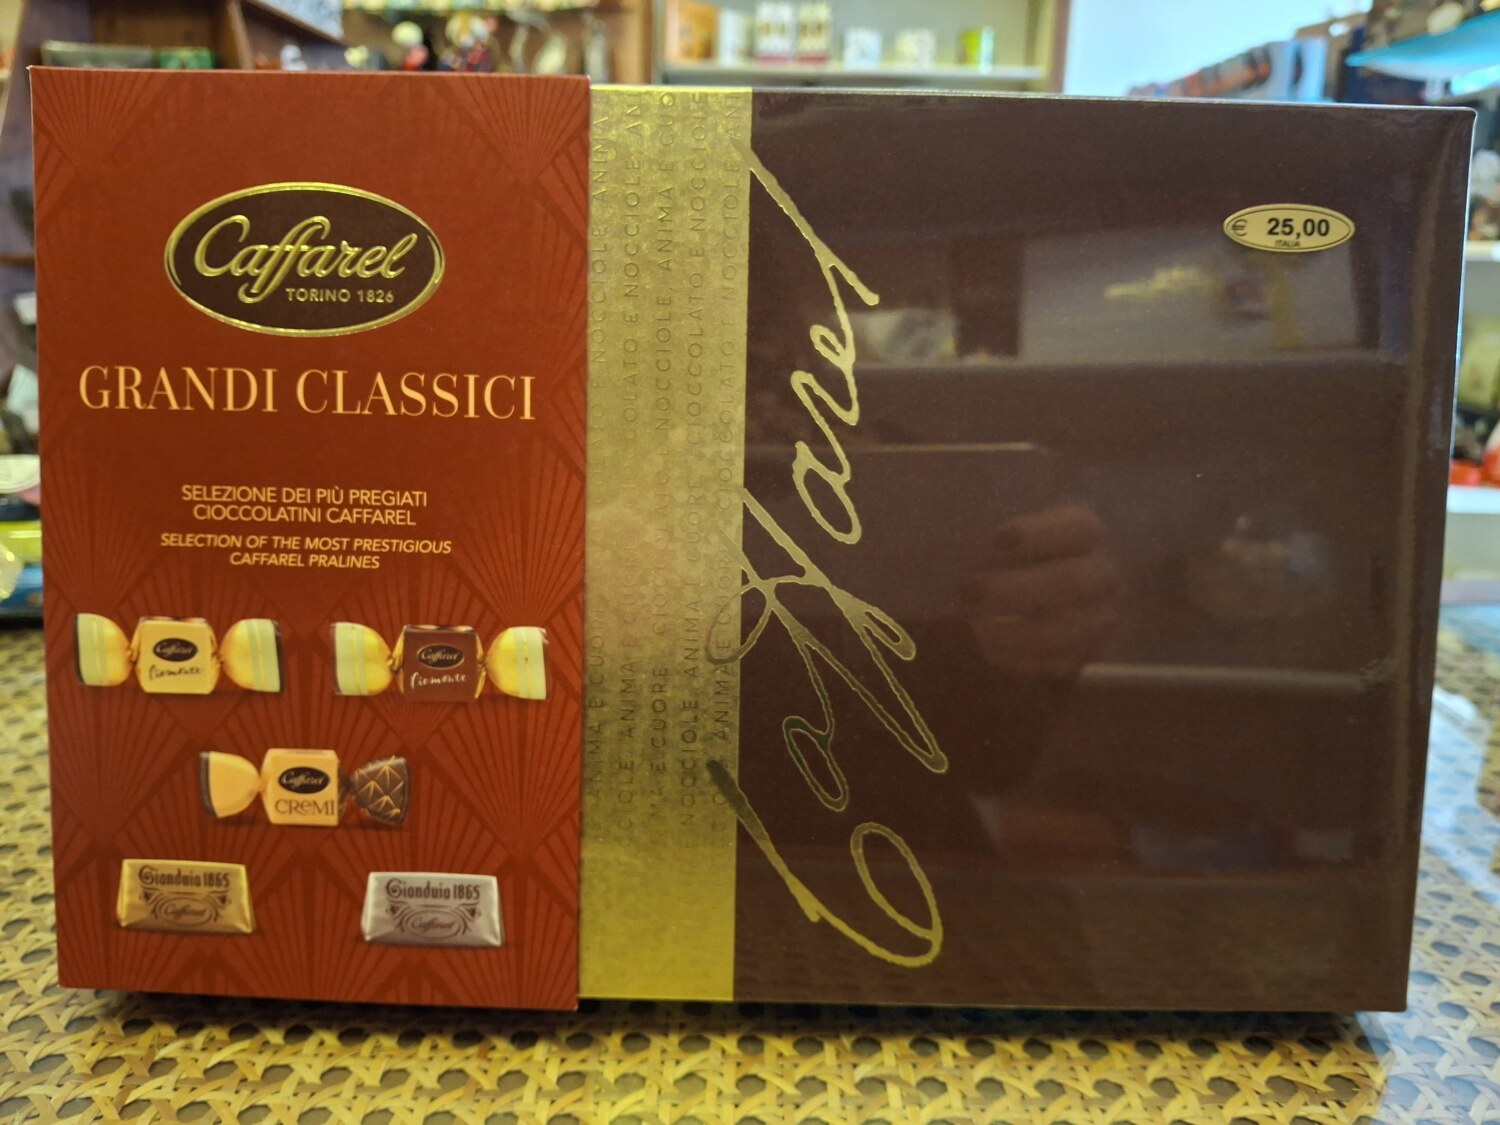 Caffarel
TORINO 1826
GRANDI CLASSICI
SELEZIONE DEI PIÙ PREGIATI
CIOCCOLATINI CAFFAREL
SELECTION OF THE MOST PRESTIGIOUS
CAFFAREL PRALINES
Caffarel
Piemonte
Caffarel
Piemonte
Caffarel
CREMÌ
Gianduia 1865
Caffarel
Gianduia 1865
Caffarel
Caffarel
€ 25,00
ITALIA